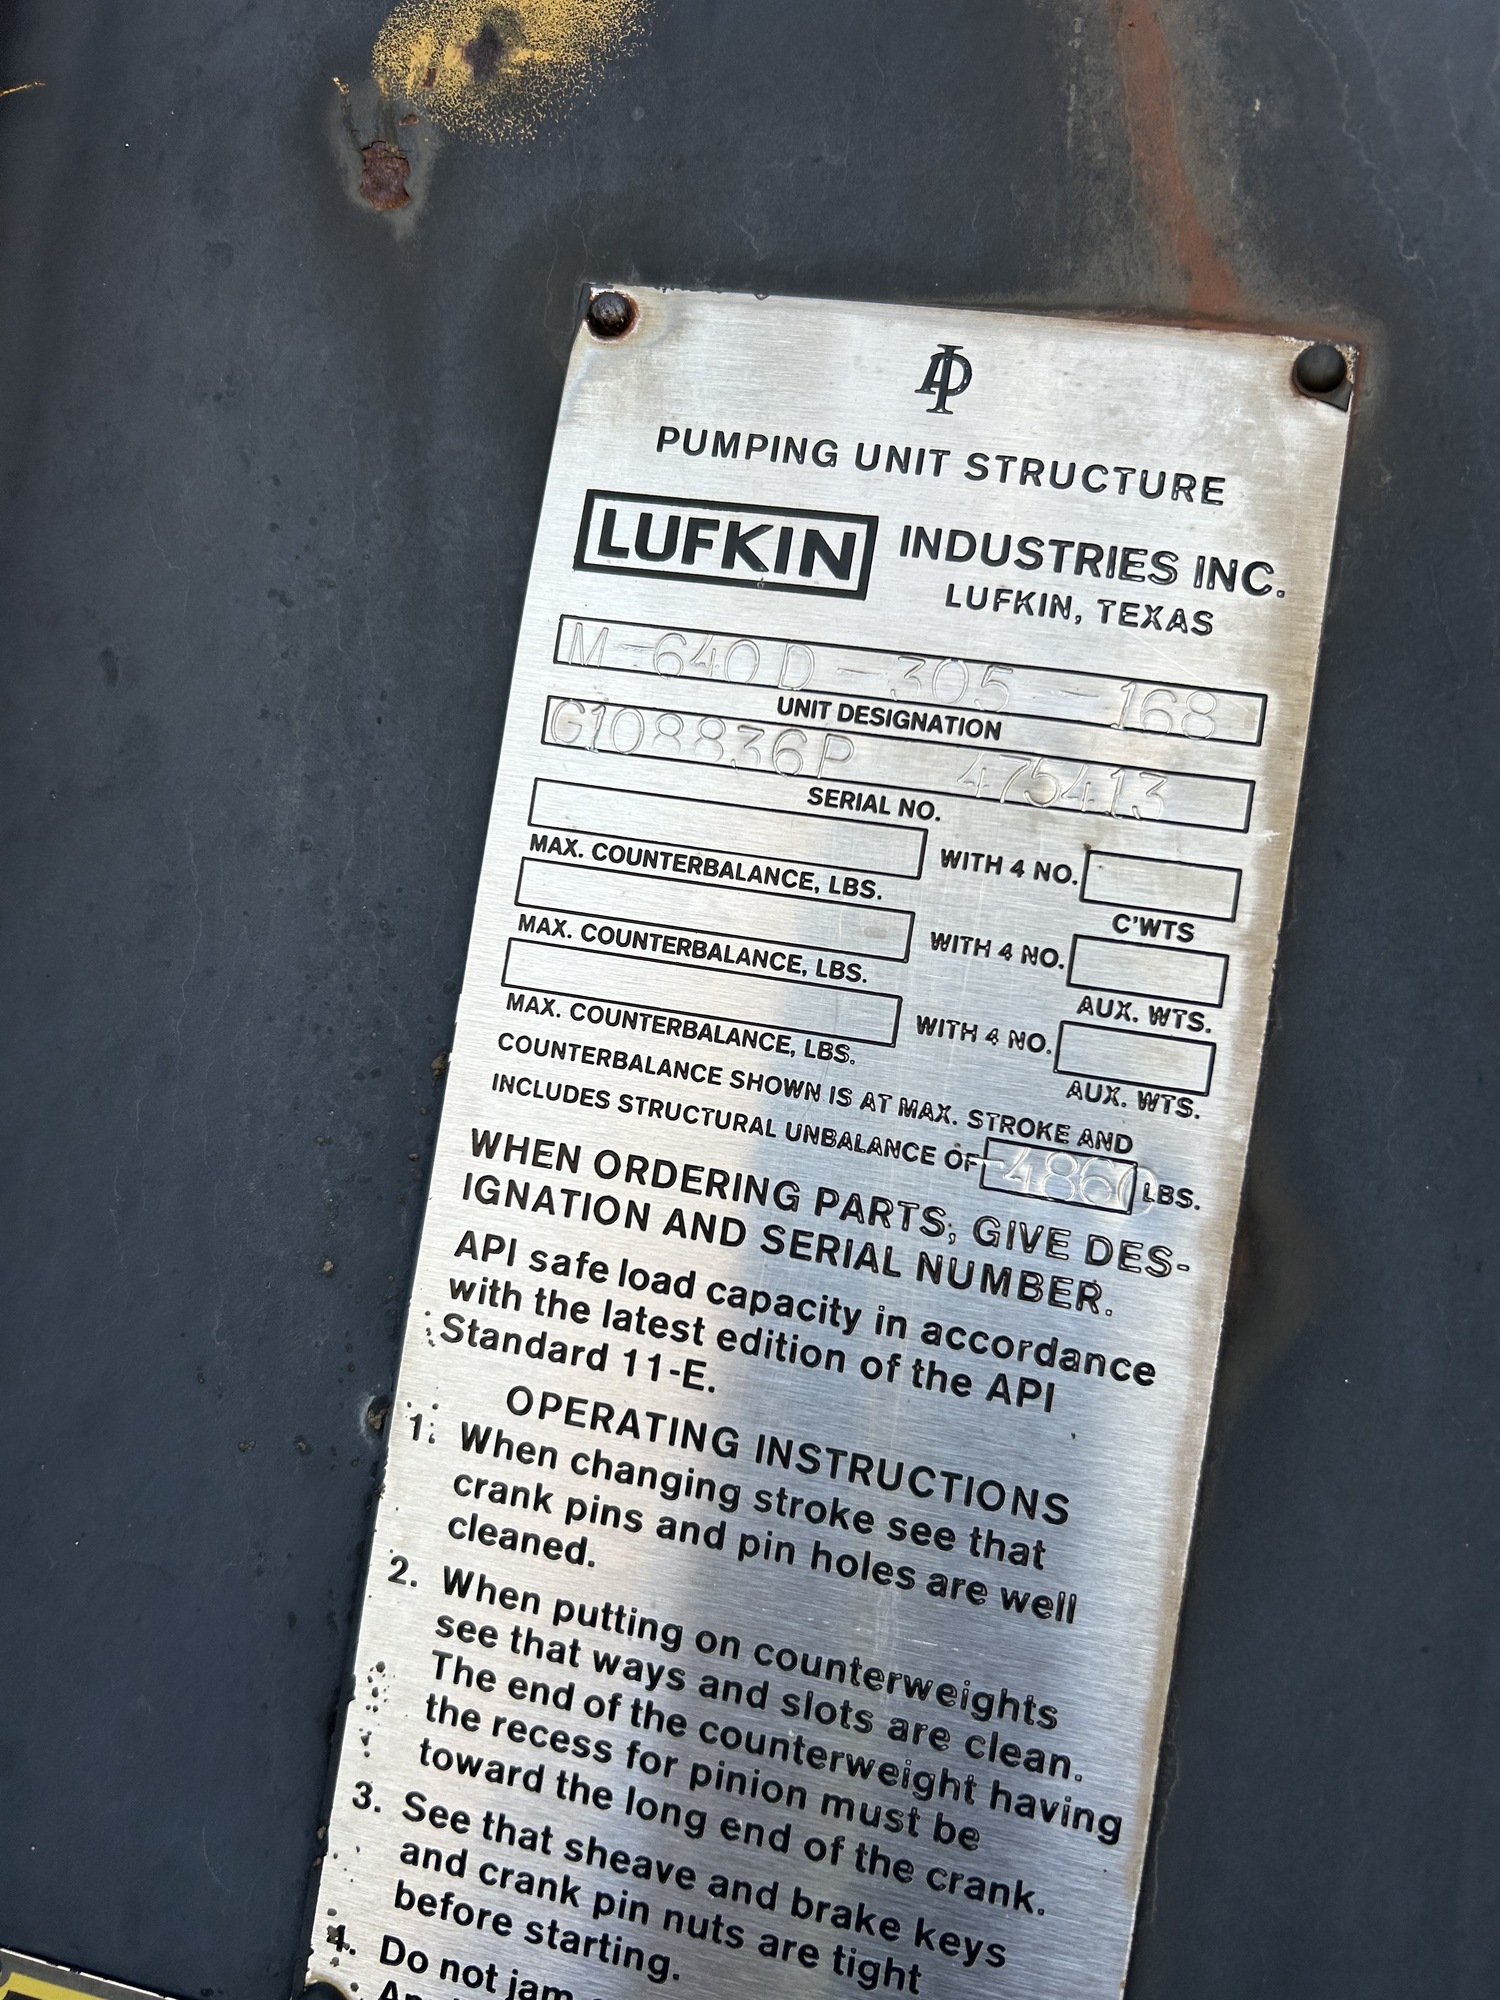 API
PUMPING UNIT STRUCTURE
LUFKIN INDUSTRIES INC.
LUFKIN, TEXAS
M-640D-305-168
UNIT DESIGNATION
G108836P 475413
SERIAL NO.
MAX. COUNTERBALANCE, LBS. WITH 4 NO. C'WTS
MAX. COUNTERBALANCE, LBS. WITH 4 NO. AUX. WTS.
MAX. COUNTERBALANCE, LBS. WITH 4 NO. AUX. WTS.
COUNTERBALANCE SHOWN IS AT MAX. STROKE AND
INCLUDES STRUCTURAL UNBALANCE OF -4860 LBS.
WHEN ORDERING PARTS, GIVE DES-
IGNATION AND SERIAL NUMBER.
API safe load capacity in accordance
with the latest edition of the API
Standard 11-E.
OPERATING INSTRUCTIONS
1. When changing stroke see that
crank pins and pin holes are well
cleaned.
2. When putting on counterweights
see that ways and slots are clean.
The end of the counterweight having
the recess for pinion must be
toward the long end of the crank.
3. See that sheave and brake keys
and crank pin nuts are tight
before starting.
4. Do not jam